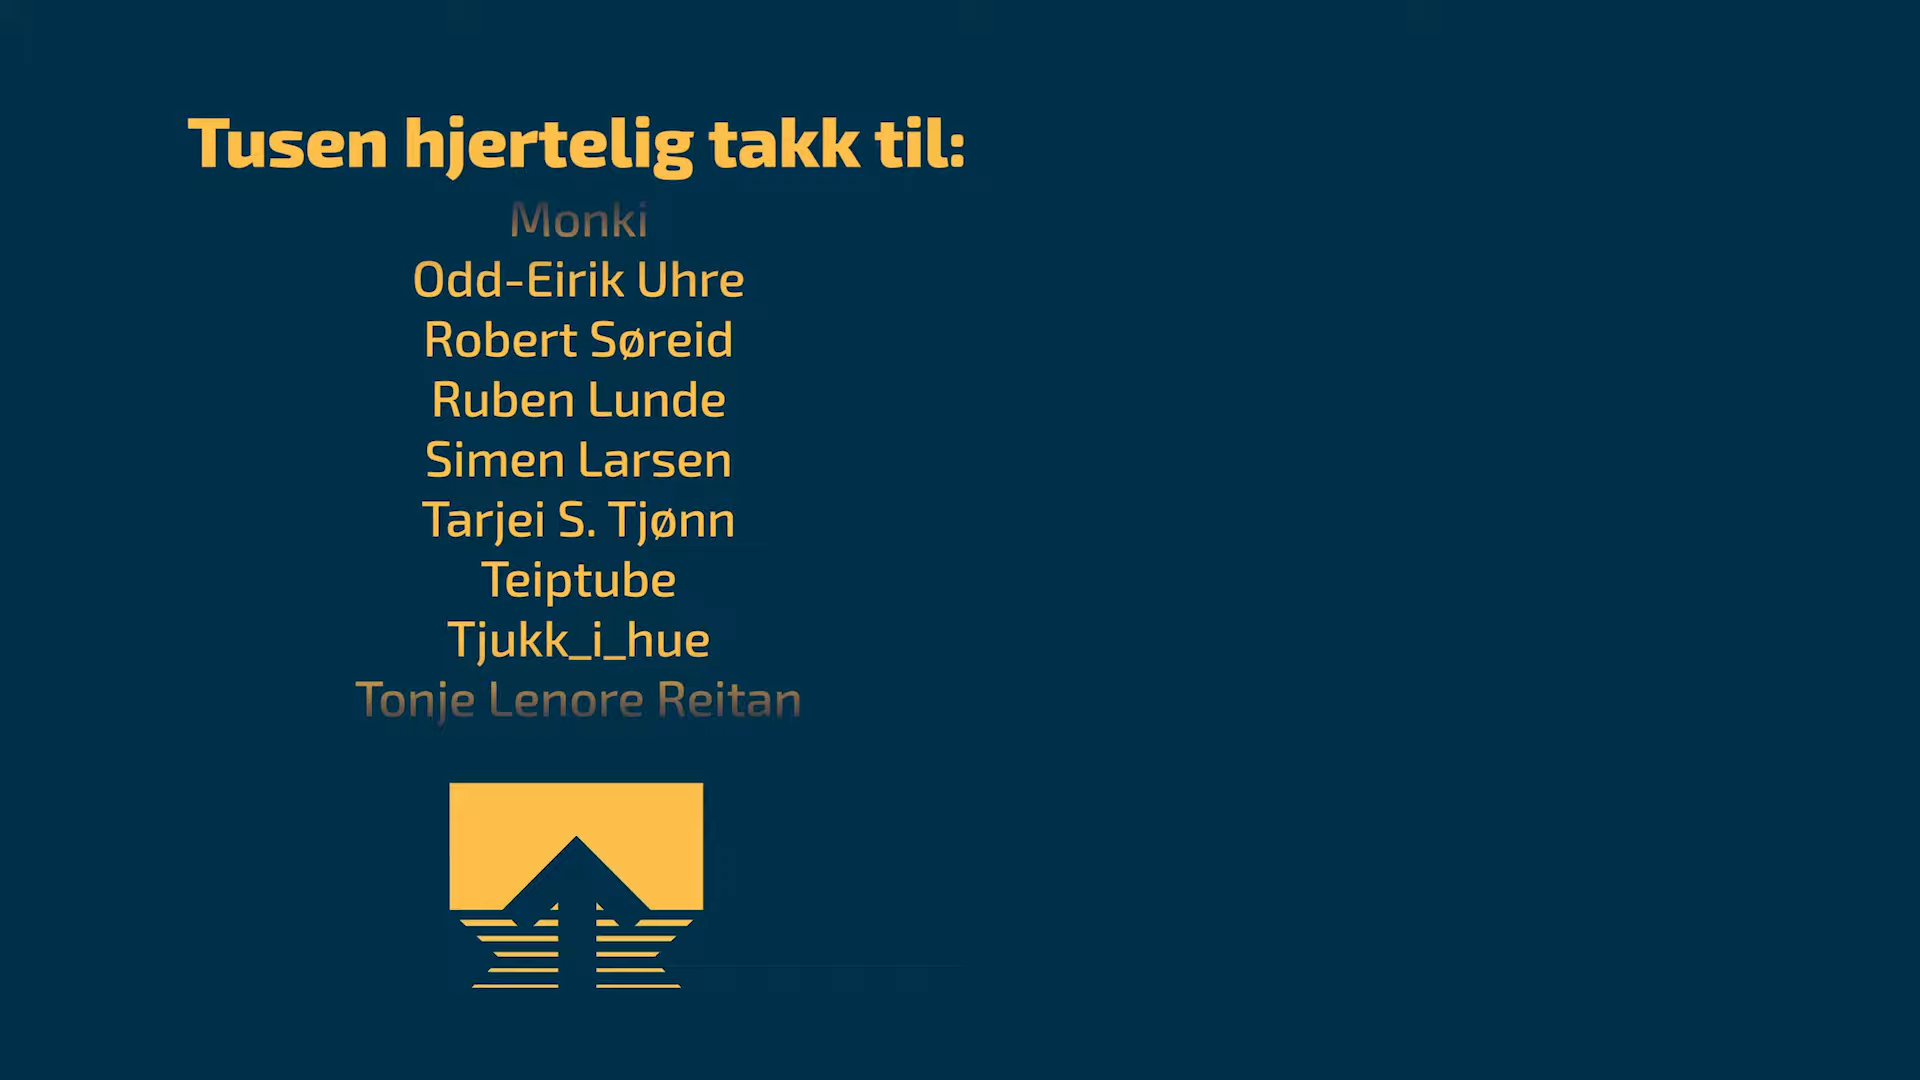 Tusen hjertelig takk til:
Monki
Odd-Eirik Uhre
Robert Søreid
Ruben Lunde
Simen Larsen
Tarjei S. Tjønn
Teiptube
Tjukk_i_hue
Tonje Lenore Reitan